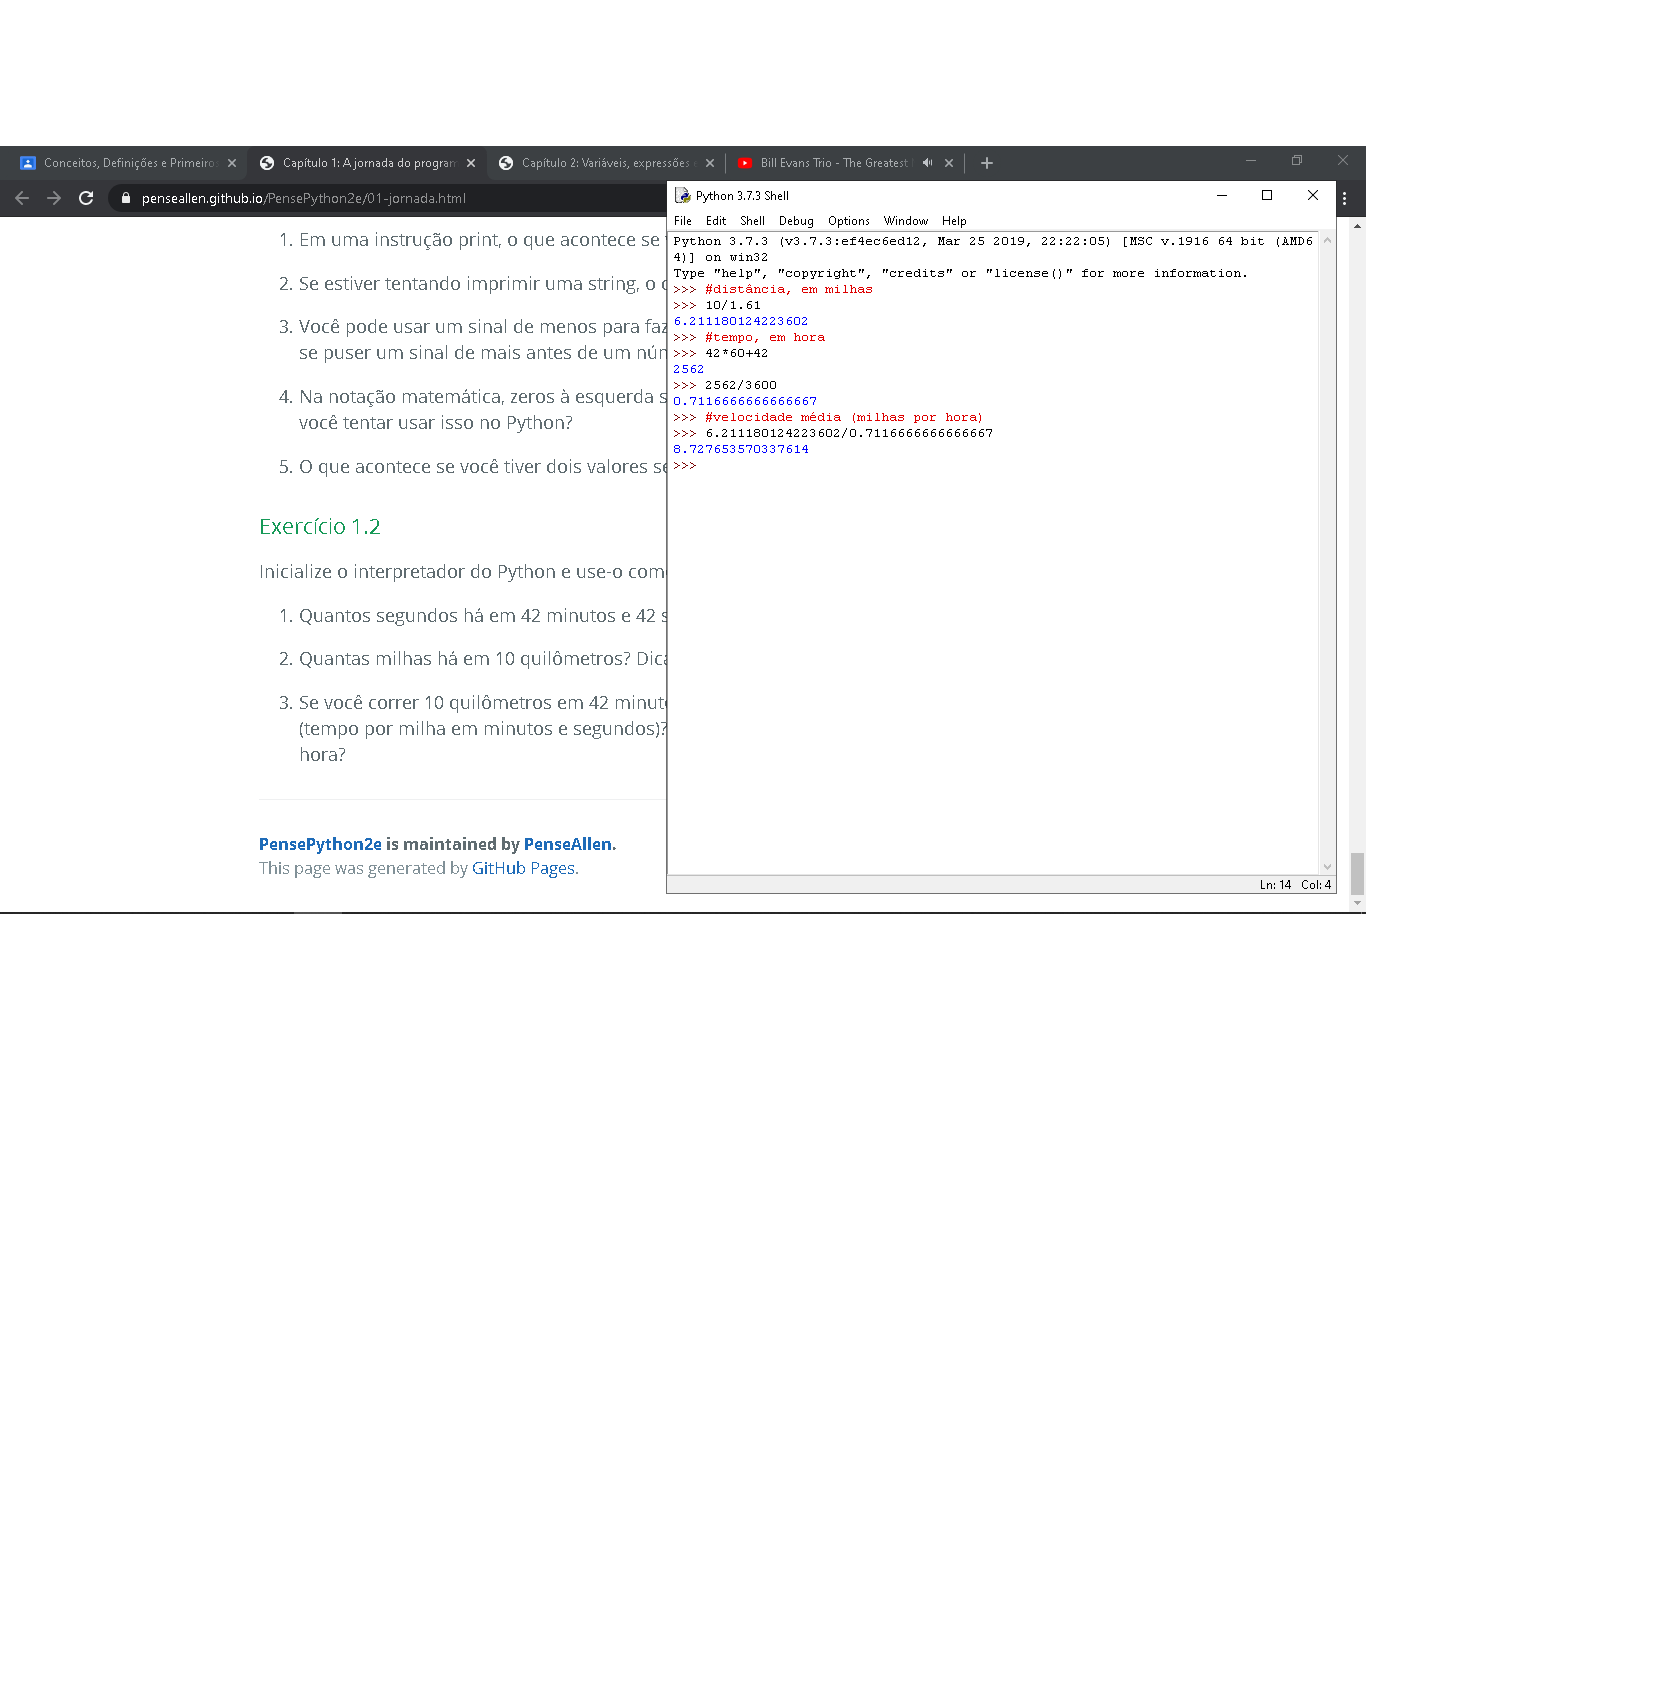 Conceitos, Definições e Primeiros
Capítulo 1: A jornada do program
Capítulo 2: Variáveis, expressões e
Bill Evans Trio - The Greatest
penseallen.github.io/PensePython2e/01-jornada.html
1. Em uma instrução print, o que acontece se
2. Se estiver tentando imprimir uma string, o
3. Você pode usar um sinal de menos para faz
se puser um sinal de mais antes de um núm
4. Na notação matemática, zeros à esquerda s
você tentar usar isso no Python?
5. O que acontece se você tiver dois valores se
Exercício 1.2
Inicialize o interpretador do Python e use-o com
1. Quantos segundos há em 42 minutos e 42 s
2. Quantas milhas há em 10 quilômetros? Dica
3. Se você correr 10 quilômetros em 42 minuto
(tempo por milha em minutos e segundos)?
hora?
PensePython2e is maintained by PenseAllen.
This page was generated by GitHub Pages.
Python 3.7.3 Shell
File Edit Shell Debug Options Window Help
Python 3.7.3 (v3.7.3:ef4ec6ed12, Mar 25 2019, 22:22:05) [MSC v.1916 64 bit (AMD6
4)] on win32
Type "help", "copyright", "credits" or "license()" for more information.
>>> #distância, em milhas
>>> 10/1.61
6.211180124223602
>>> #tempo, em hora
>>> 42*60+42
2562
>>> 2562/3600
0.7116666666666667
>>> #velocidade média (milhas por hora)
>>> 6.211180124223602/0.7116666666666667
8.727653570337614
>>>
Ln: 14 Col: 4